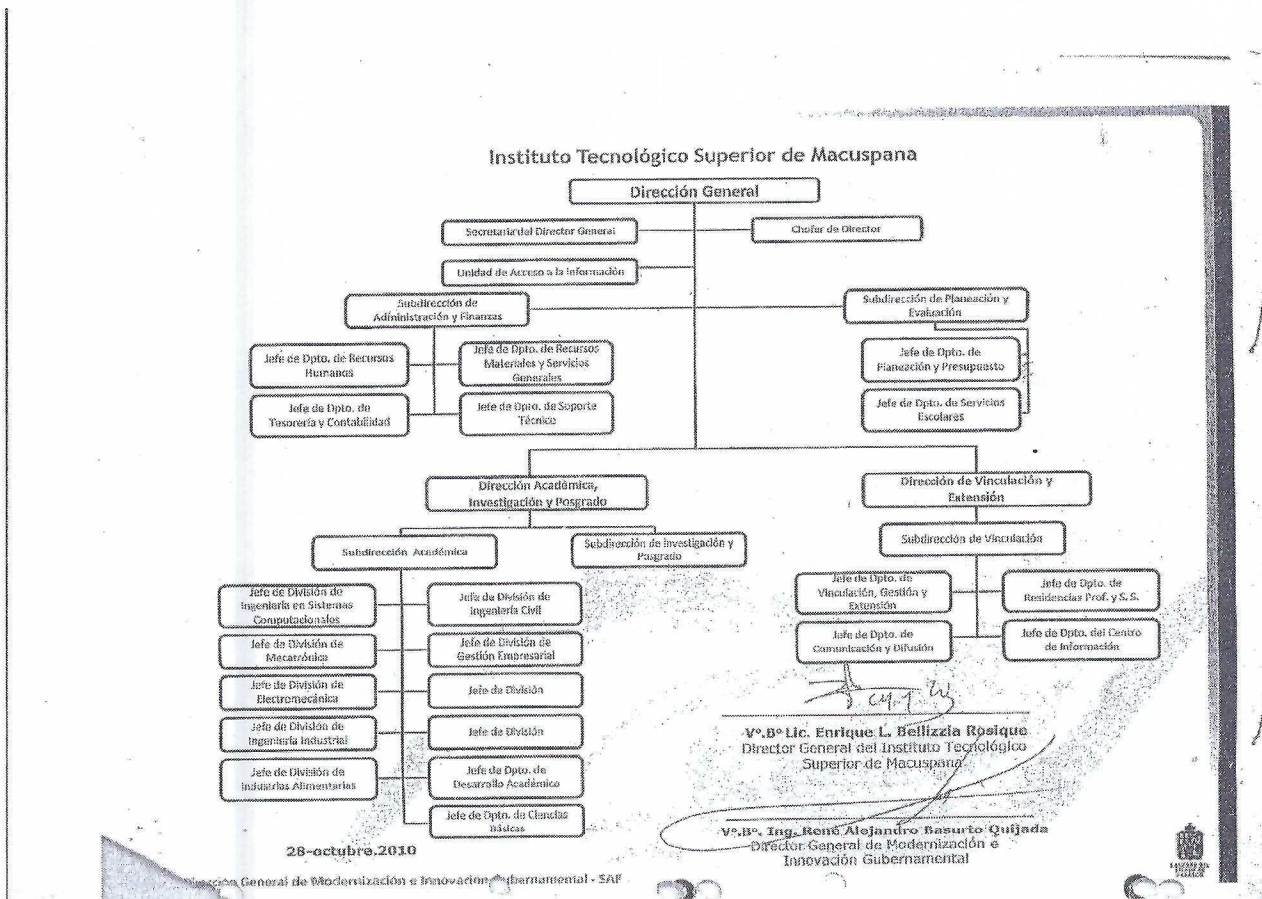 Instituto Tecnológico Superior de Macuspana
Dirección General
Secretaria del Director General
Chofer de Director
Unidad de Acceso a la Información
Subdirección de
Administración y Finanzas
Subdirección de Planeación y
Evaluación
Jefe de Dpto. de Recursos
Humanos
Jefa de Dpto. de Recursos
Materiales y Servicios
Generales
Jefe de Dpto. de
Tesorería y Contabilidad
Jefe de Dpto. de Soporte
Técnico
Jefe de Dpto. de
Planeación y Presupuesto
Jefe de Dpto. de Servicios
Escolares
Dirección Académica,
Investigación y Posgrado
Dirección de Vinculación y
Extensión
Subdirección Académica
Subdirección de Investigación y
Posgrado
Subdirección de Vinculación
Jefe de División de
Ingeniería en Sistemas
Computacionales
Jefe de División de
Ingeniería Civil
Jefe de División de
Mecatrónica
Jefe de División de
Gestión Empresarial
Jefe de División de
Electromecánica
Jefe de División
Jefe de División de
Ingeniería Industrial
Jefe de División
Jefe de División de
Industrias Alimentarias
Jefe de Dpto. de
Desarrollo Académico
Jefe de Dpto. de Ciencias
Básicas
Jefe de Dpto. de
Vinculación, Gestión y
Extensión
Jefe de Dpto. de
Residencias Prof. y S. S.
Jefe de Dpto. de
Comunicación y Difusión
Jefe de Dpto. del Centro
de Información
Vº.Bº Lic. Enrique L. Bellizzia Rosique
Director General del Instituto Tecnológico
Superior de Macuspana
Vº.Bº. Ing. René Alejandro Basurto Quijada
Director General de Modernización e
Innovación Gubernamental
28-octubre.2010
Dirección General de Modernización e Innovación Gubernamental - SAF